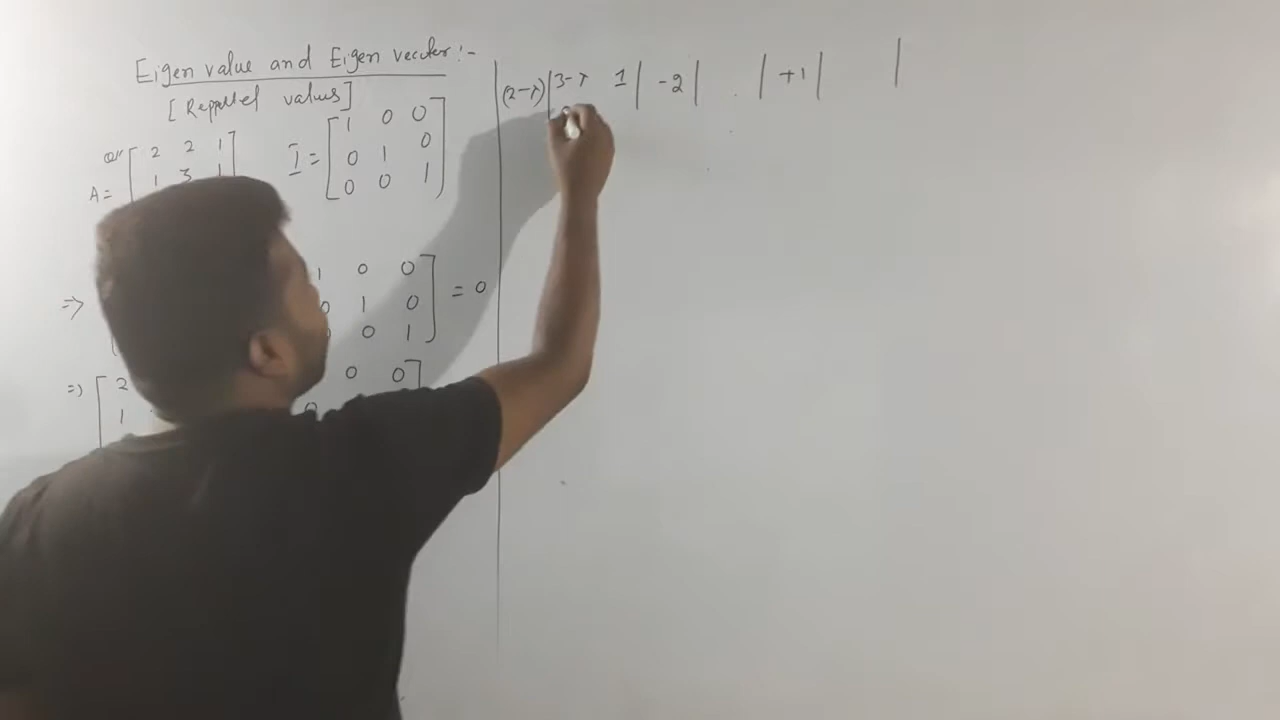 Eigen value and Eigen vector :-
[Repeated values]
A = [ 2 2 1
1 3 1
I = [ 1 0 0
0 1 0
0 0 1 ]
=> 1 0 0
0 1 0 ] = 0
0 0 1
=> [ 2 0 0 ]
1 0
(2-λ) | 3-λ 1 | -2 | | +1 | |